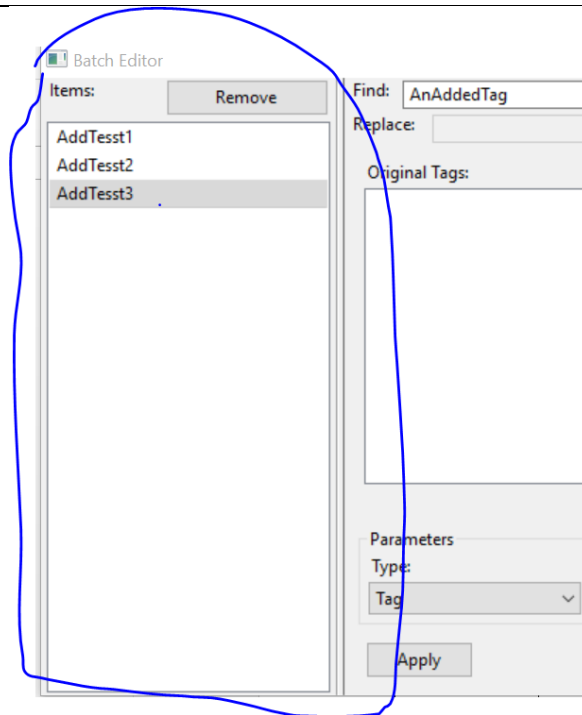 Batch Editor
Items:
Remove
AddTesst1
AddTesst2
AddTesst3
Find: AnAddedTag
Replace:
Original Tags:
Parameters
Type:
Tag
Apply